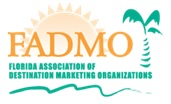 FADMO
FLORIDA ASSOCIATION OF
DESTINATION MARKETING ORGANIZATIONS